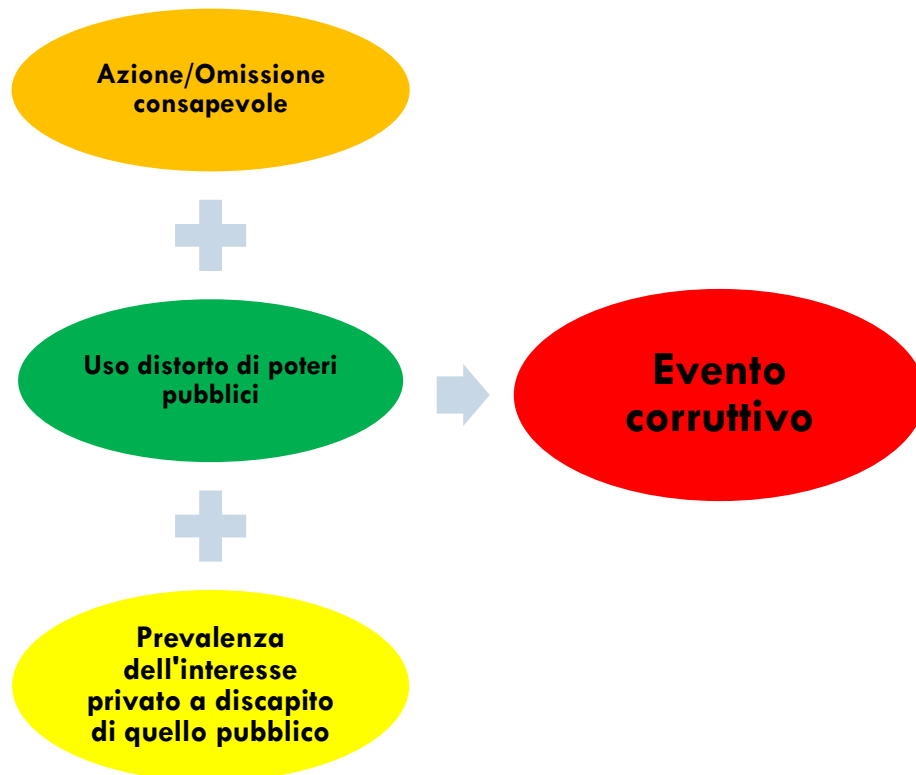 Azione/Omissione
consapevole
Uso distorto di poteri
pubblici
Evento
corruttivo
Prevalenza
dell'interesse
privato a discapito
di quello pubblico